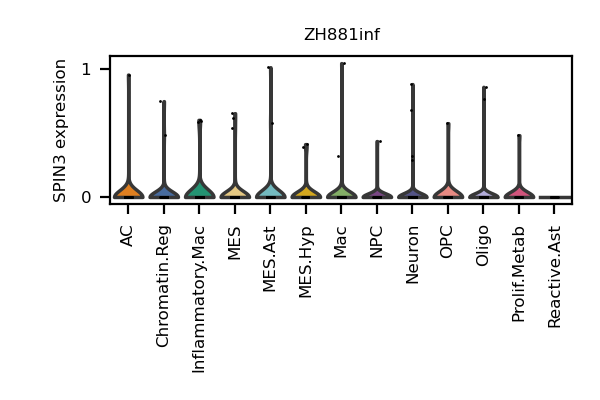 ZH881inf
SPIN3 expression
1
0
AC
Chromatin.Reg
Inflammatory.Mac
MES
MES.Ast
MES.Hyp
Mac
NPC
Neuron
OPC
Oligo
Prolif.Metab
Reactive.Ast